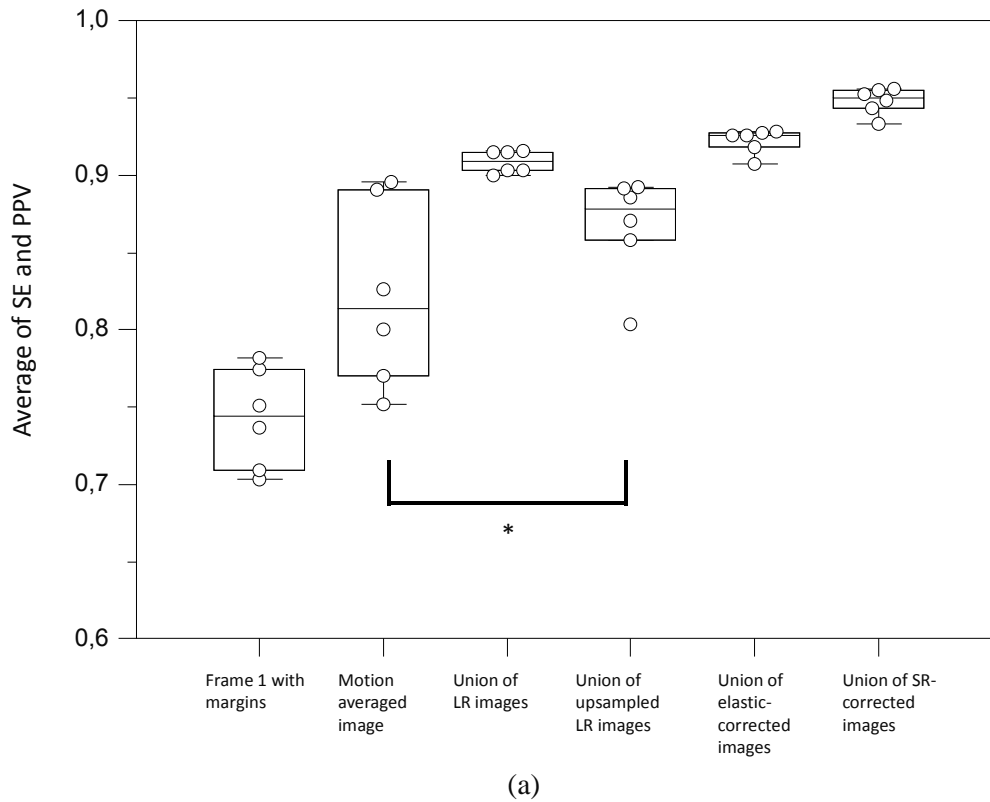 Average of SE and PPV
1,0
0,9
0,8
0,7
0,6
*
Frame 1 with
margins
Motion
averaged
image
Union of
LR images
Union of
upsampled
LR images
Union of
elastic-
corrected
images
Union of SR-
corrected
images
(a)